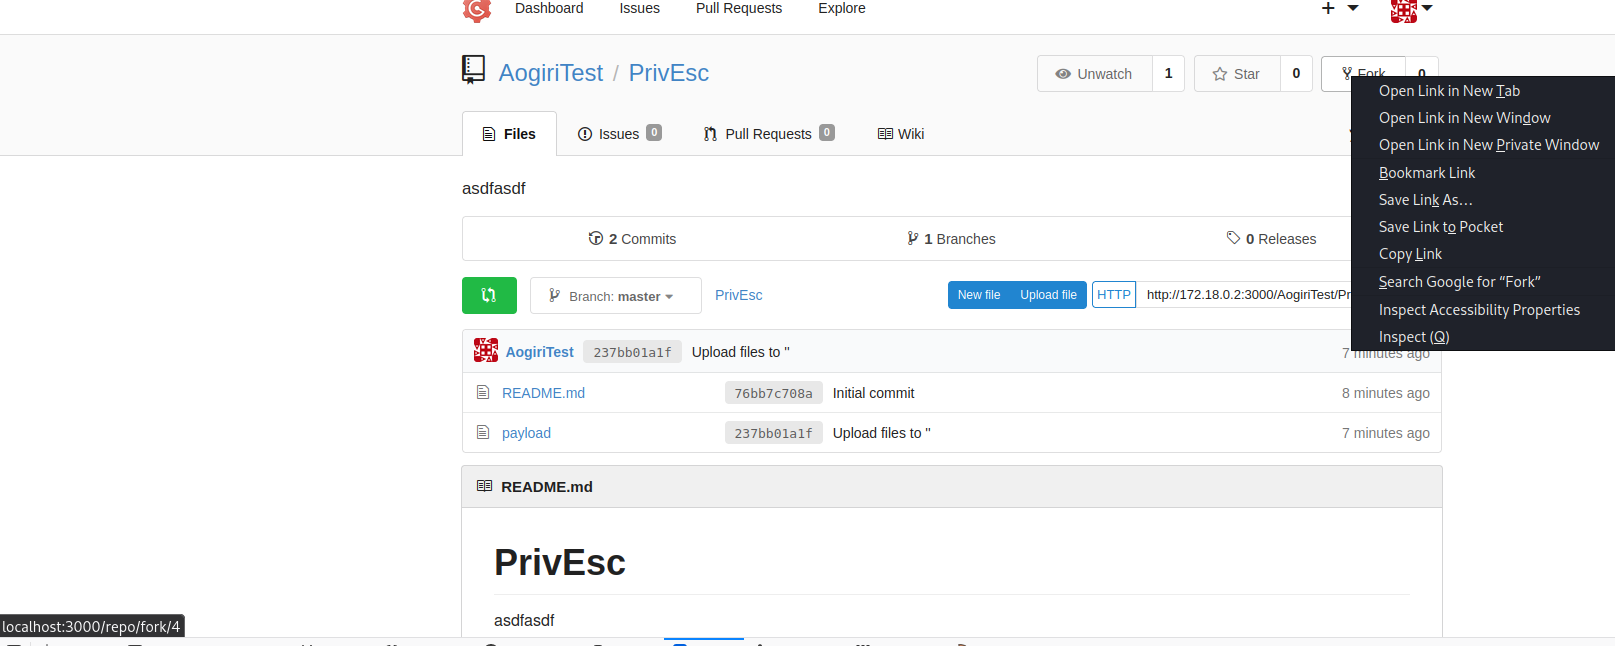 Dashboard Issues Pull Requests Explore
AogiriTest / PrivEsc Unwatch 1 Star 0 Fork 0
Files Issues 0 Pull Requests 0 Wiki
asdfasdf
2 Commits 1 Branches 0 Releases
Branch: master PrivEsc New file Upload file HTTP http://172.18.0.2:3000/AogiriTest/Pr
AogiriTest 237bb01a1f Upload files to '' 7 minutes ago
README.md 76bb7c708a Initial commit 8 minutes ago
payload 237bb01a1f Upload files to '' 7 minutes ago
README.md
PrivEsc
asdfasdf
Open Link in New Tab
Open Link in New Window
Open Link in New Private Window
Bookmark Link
Save Link As…
Save Link to Pocket
Copy Link
Search Google for “Fork”
Inspect Accessibility Properties
Inspect (Q)
localhost:3000/repo/fork/4